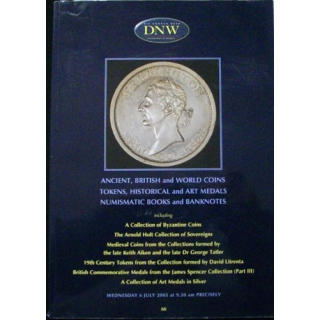 DNW
ANCIENT, BRITISH and WORLD COINS
TOKENS, HISTORICAL and ART MEDALS
NUMISMATIC BOOKS and BANKNOTES
including
A Collection of Byzantine Coins
The Arnold Holt Collection of Sovereigns
Medieval Coins from the Collections formed by
the late Keith Aiken and the late Dr George Tatler
19th Century Tokens from the Collection formed by David Litrenta
British Commemorative Medals from the James Spencer Collection (Part III)
A Collection of Art Medals in Silver
WEDNESDAY 6 JULY 2005 at 9.30 am PRECISELY
66